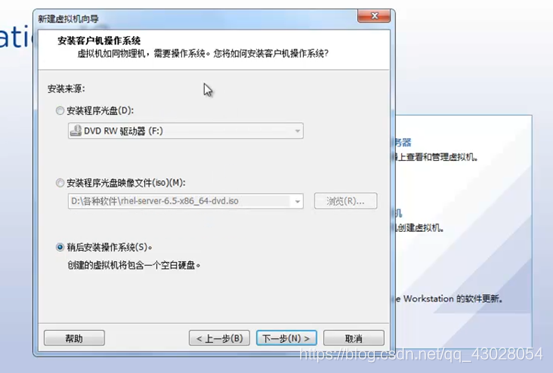 新建虚拟机向导
安装客户机操作系统
虚拟机如同物理机，需要操作系统。您将如何安装客户机操作系统?
安装来源:
安装程序光盘(D):
DVD RW 驱动器 (F:)
安装程序光盘映像文件(iso)(M):
D:\各种软件\rhel-server-6.5-x86_64-dvd.iso
浏览(R)...
稍后安装操作系统(S)。
创建的虚拟机将包含一个空白硬盘。
帮助
< 上一步(B)
下一步(N) >
取消
务器
器上查看和管理虚拟机。
机
创建虚拟机。
e Workstation 的软件更新。
https://blog.csdn.net/qq_43028054